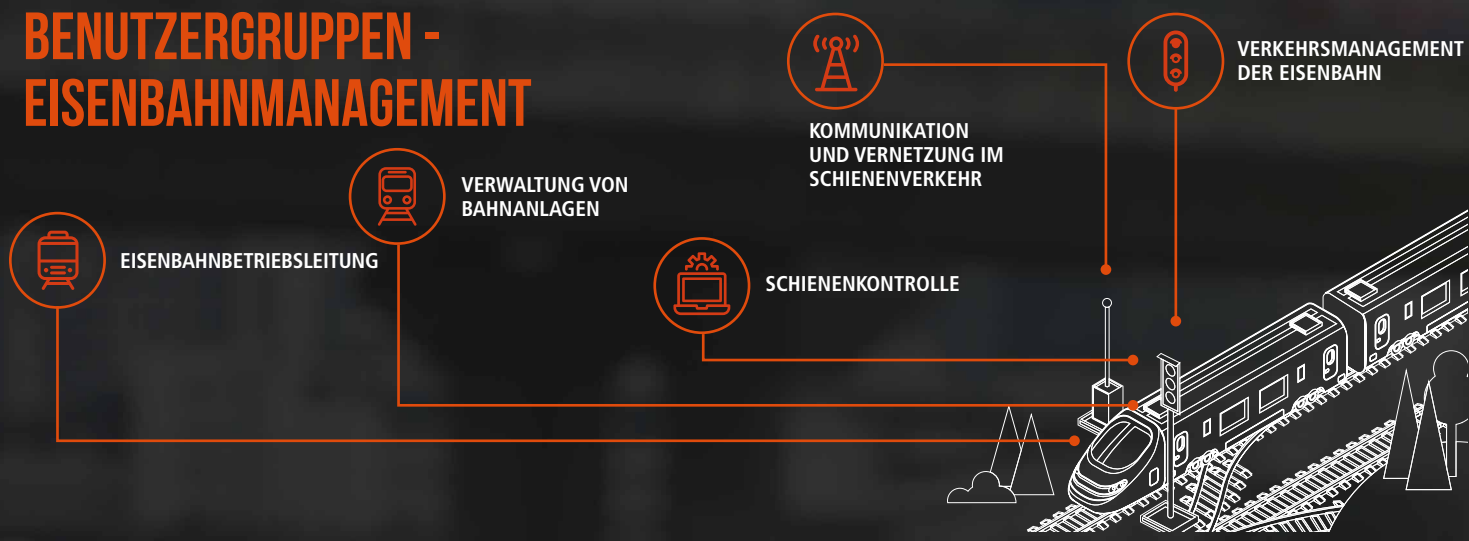 BENUTZERGRUPPEN -
EISENBAHNMANAGEMENT
EISENBAHNBETRIEBSLEITUNG
VERWALTUNG VON
BAHNANLAGEN
SCHIENENKONTROLLE
KOMMUNIKATION
UND VERNETZUNG IM
SCHIENENVERKEHR
VERKEHRSMANAGEMENT
DER EISENBAHN